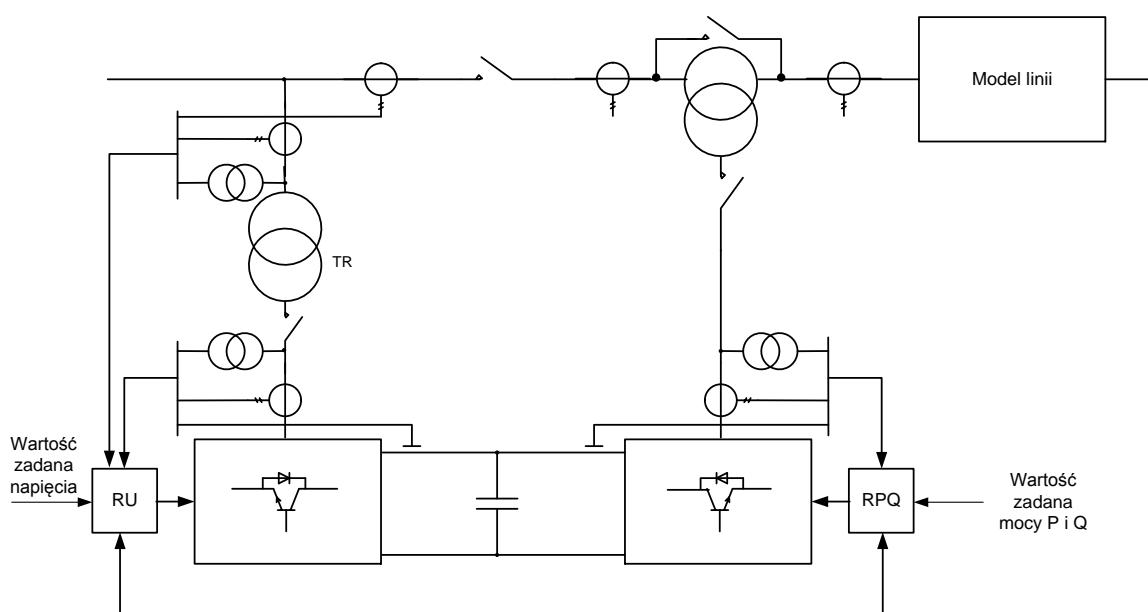 Model linii
TR
Wartość
zadana
napięcia
RU
RPQ
Wartość
zadana
mocy P i Q